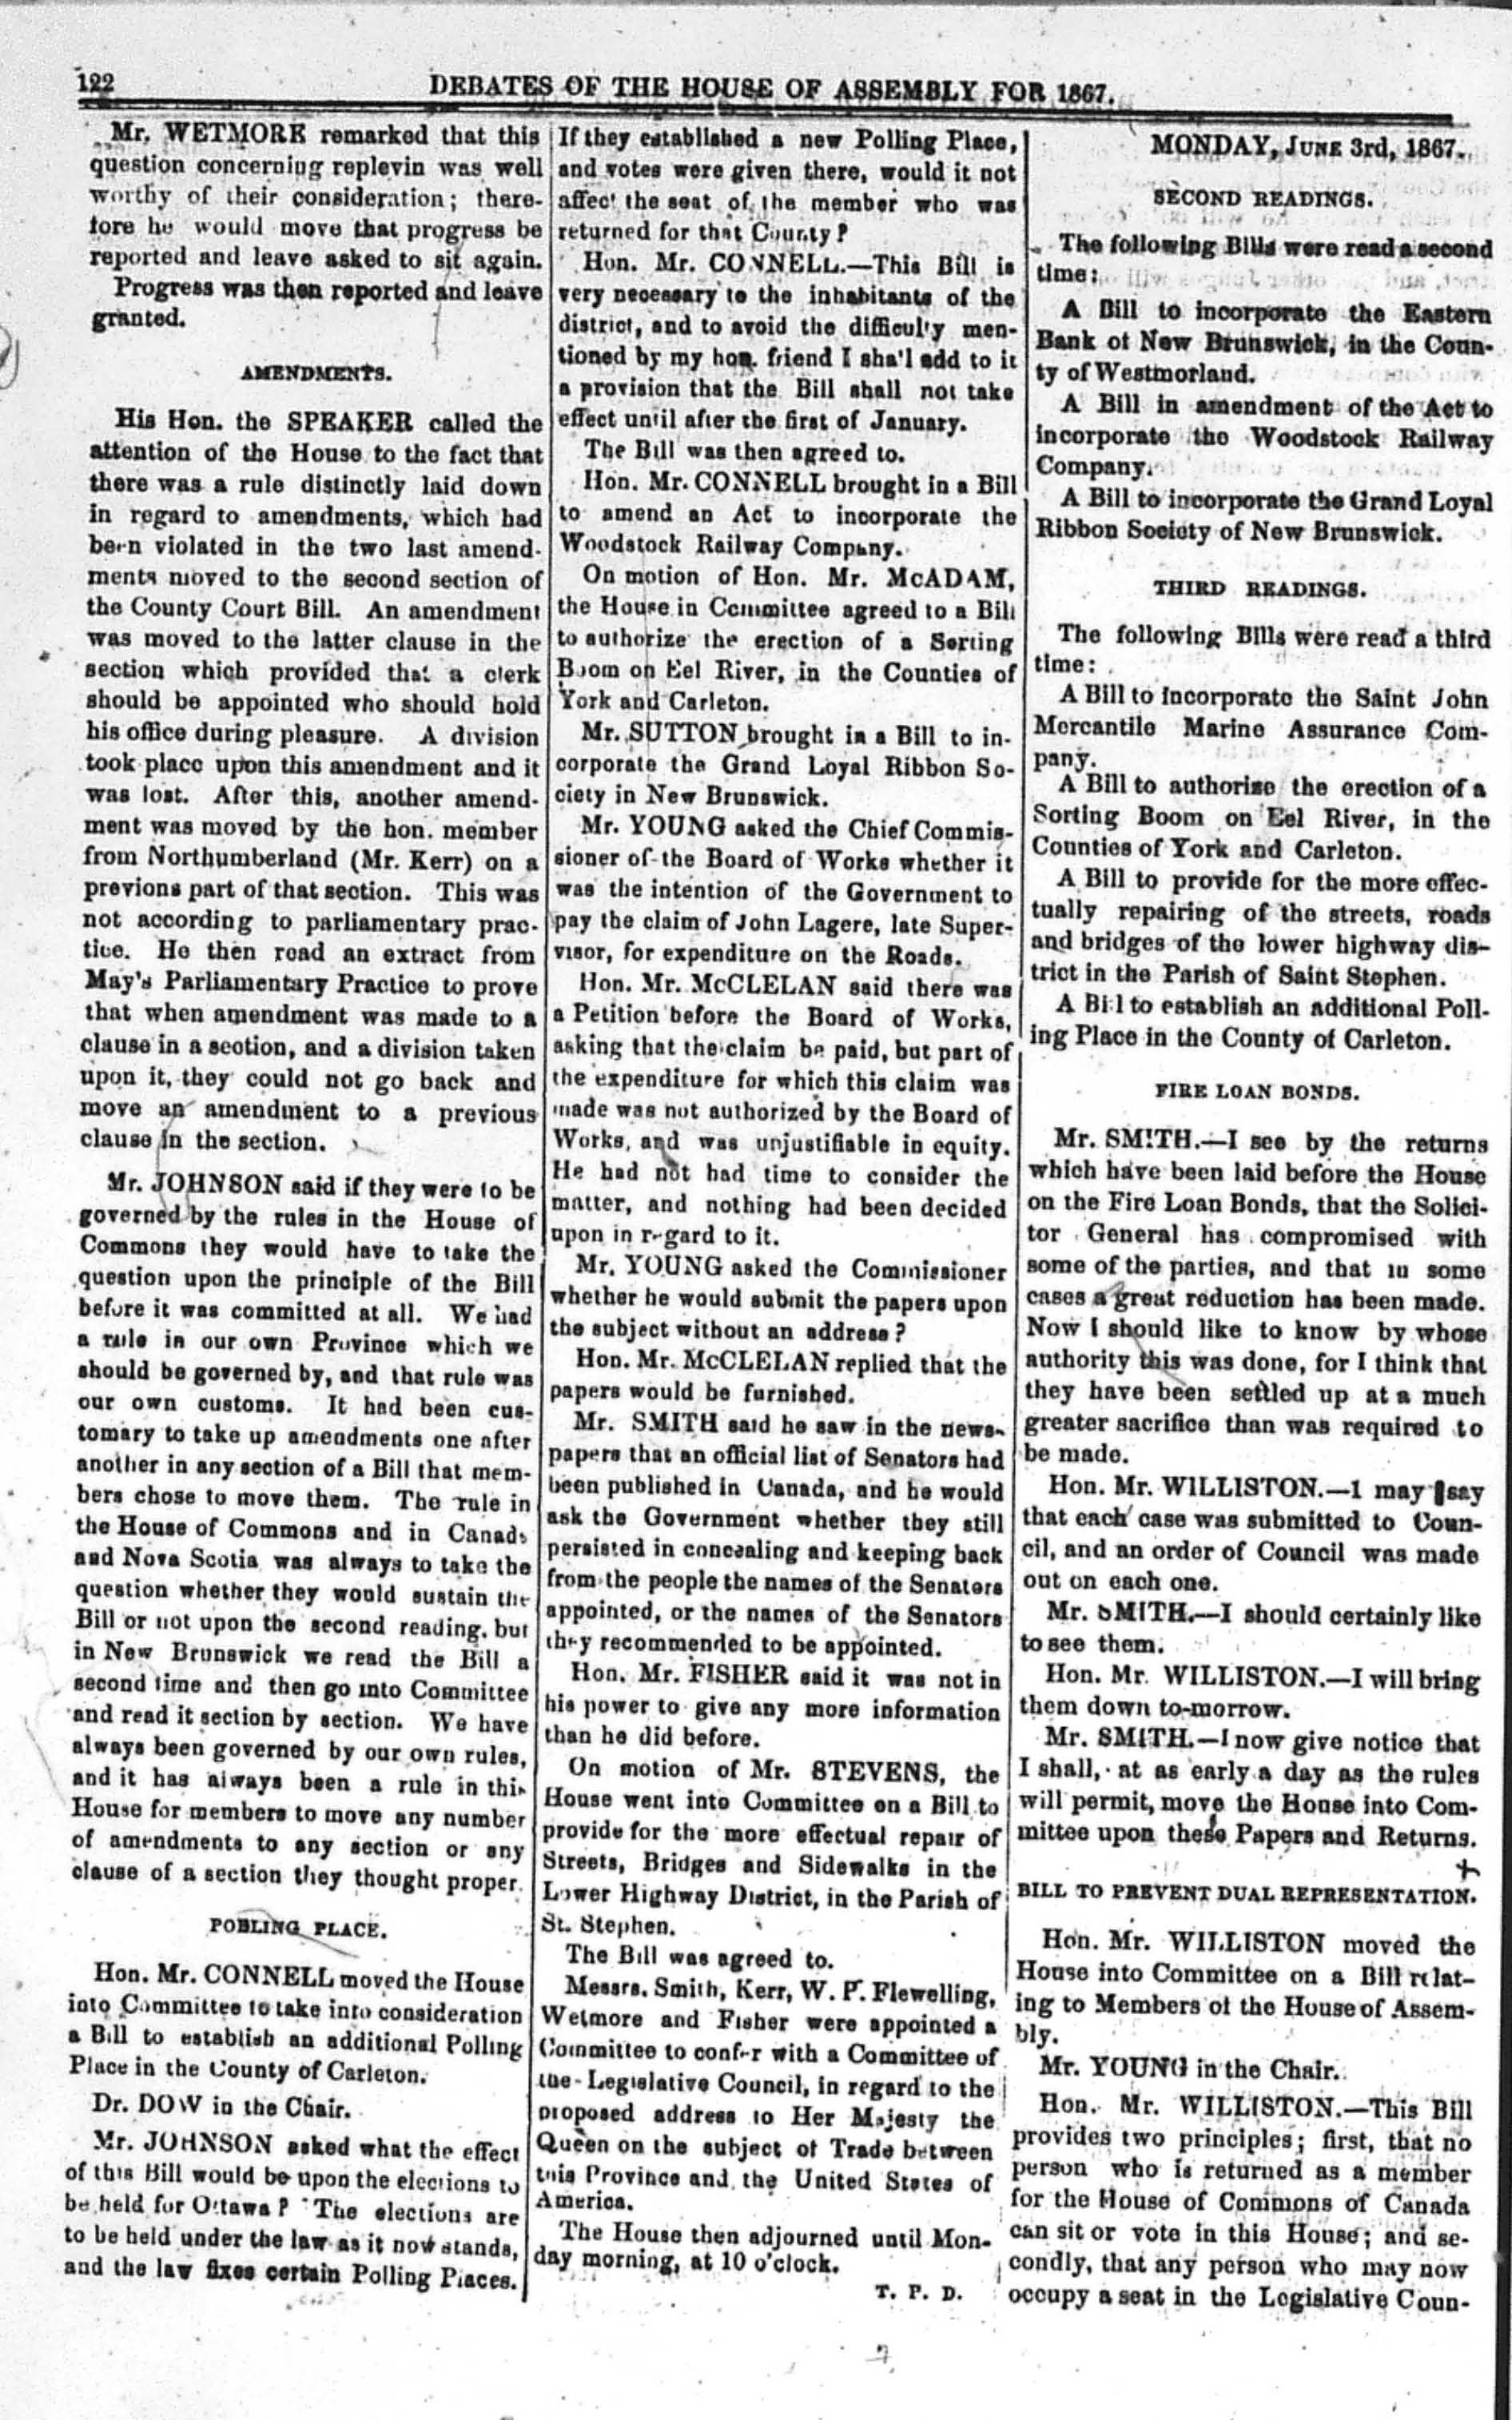 122
DEBATES OF THE HOUSE OF ASSEMBLY FOR 1867.
Mr. WETMORE remarked that this
question concerning replevin was well
worthy of their consideration; there-
fore he would move that progress be
reported and leave asked to sit again.
Progress was then reported and leave
granted.
AMENDMENTS.
His Hon. the SPEAKER called the
attention of the House to the fact that
there was a rule distinctly laid down
in regard to amendments, which had
been violated in the two last amend-
ments moved to the second section of
the County Court Bill. An amendment
was moved to the latter clause in the
section which provided that a clerk
should be appointed who should hold
his office during pleasure. A division
took place upon this amendment and it
was lost. After this, another amend-
ment was moved by the hon. member
from Northumberland (Mr. Kerr) on a
previons part of that section. This was
not according to parliamentary prac-
tice. He then read an extract from
May's Parliamentary Practice to prove
that when amendment was made to a
clause in a section, and a division taken
upon it, they could not go back and
move an amendment to a previous
clause in the section.
Mr. JOHNSON said if they were to be
governed by the rules in the House of
Commons they would have to take the
question upon the principle of the Bill
before it was committed at all. We had
a rule in our own Province which we
should be governed by, and that rule was
our own customs. It had been cus-
tomary to take up amendments one after
another in any section of a Bill that mem-
bers chose to move them. The rule in
the House of Commons and in Canada
and Nova Scotia was always to take the
question whether they would sustain the
Bill or not upon the second reading, but
in New Brunswick we read the Bill a
second time and then go into Committee
and read it section by section. We have
always been governed by our own rules,
and it has always been a rule in this
House for members to move any number
of amendments to any section or any
clause of a section they thought proper.
POBLING PLACE.
Hon. Mr. CONNELL moved the House
into Committee to take into consideration
a Bill to establish an additional Polling
Place in the County of Carleton.
Dr. DOW in the Chair.
Mr. JOHNSON asked what the effect
of this Bill would be upon the elections to
be held for Ottawa? The elections are
to be held under the law as it now stands,
and the law fixes certain Polling Places.
If they established a new Polling Place,
and votes were given there, would it not
affect the seat of the member who was
returned for that County?
Hon. Mr. CONNELL.—This Bill is
very necessary to the inhabitants of the
district, and to avoid the difficulty men-
tioned by my hon. friend I shall add to it
a provision that the Bill shall not take
effect until after the first of January.
The Bill was then agreed to.
Hon. Mr. CONNELL brought in a Bill
to amend an Act to incorporate the
Woodstock Railway Company.
On motion of Hon. Mr. McADAM,
the House in Committee agreed to a Bill
to authorize the erection of a Sorting
Boom on Eel River, in the Counties of
York and Carleton.
Mr. SUTTON brought in a Bill to in-
corporate the Grand Loyal Ribbon So-
ciety in New Brunswick.
Mr. YOUNG asked the Chief Commis-
sioner of the Board of Works whether it
was the intention of the Government to
pay the claim of John Lagere, late Super-
visor, for expenditure on the Roads.
Hon. Mr. McCLELAN said there was
a Petition before the Board of Works,
asking that the claim be paid, but part of
the expenditure for which this claim was
made was not authorized by the Board of
Works, and was unjustifiable in equity.
He had not had time to consider the
matter, and nothing had been decided
upon in regard to it.
Mr. YOUNG asked the Commissioner
whether he would submit the papers upon
the subject without an address?
Hon. Mr. McCLELAN replied that the
papers would be furnished.
Mr. SMITH said he saw in the news-
papers that an official list of Senators had
been published in Canada, and he would
ask the Government whether they still
persisted in concealing and keeping back
from the people the names of the Senators
appointed, or the names of the Senators
they recommended to be appointed.
Hon. Mr. FISHER said it was not in
his power to give any more information
than he did before.
On motion of Mr. STEVENS, the
House went into Committee on a Bill to
provide for the more effectual repair of
Streets, Bridges and Sidewalks in the
Lower Highway District, in the Parish of
St. Stephen.
The Bill was agreed to.
Messrs. Smith, Kerr, W. P. Flewelling,
Wetmore and Fisher were appointed a
Committee to confer with a Committee of
the Legislative Council, in regard to the
proposed address to Her Majesty the
Queen on the subject of Trade between
this Province and the United States of
America.
The House then adjourned until Mon-
day morning, at 10 o'clock.
T. P. D.
MONDAY, JUNE 3rd, 1867.
SECOND READINGS.
The following Bills were read a second
time:
A Bill to incorporate the Eastern
Bank of New Brunswick, in the Coun-
ty of Westmorland.
A Bill in amendment of the Act to
incorporate the Woodstock Railway
Company.
A Bill to incorporate the Grand Loyal
Ribbon Society of New Brunswick.
THIRD READINGS.
The following Bills were read a third
time:
A Bill to incorporate the Saint John
Mercantile Marine Assurance Com-
pany.
A Bill to authorise the erection of a
Sorting Boom on Eel River, in the
Counties of York and Carleton.
A Bill to provide for the more effec-
tually repairing of the streets, roads
and bridges of the lower highway dis-
trict in the Parish of Saint Stephen.
A Bill to establish an additional Poll-
ing Place in the County of Carleton.
FIRE LOAN BONDS.
Mr. SMITH.—I see by the returns
which have been laid before the House
on the Fire Loan Bonds, that the Solici-
tor General has compromised with
some of the parties, and that in some
cases a great reduction has been made.
Now I should like to know by whose
authority this was done, for I think that
they have been settled up at a much
greater sacrifice than was required to
be made.
Hon. Mr. WILLISTON.—I may say
that each case was submitted to Coun-
cil, and an order of Council was made
out on each one.
Mr. SMITH.—I should certainly like
to see them.
Hon. Mr. WILLISTON.—I will bring
them down to-morrow.
Mr. SMITH.—I now give notice that
I shall, at as early a day as the rules
will permit, move the House into Com-
mittee upon these Papers and Returns.
BILL TO PREVENT DUAL REPRESENTATION.
Hon. Mr. WILLISTON moved the
House into Committee on a Bill relat-
ing to Members of the House of Assem-
bly.
Mr. YOUNG in the Chair.
Hon. Mr. WILLISTON.—This Bill
provides two principles; first, that no
person who is returned as a member
for the House of Commons of Canada
can sit or vote in this House; and se-
condly, that any person who may now
occupy a seat in the Legislative Coun-